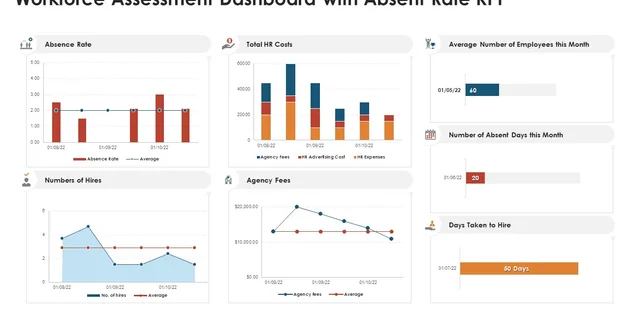 Workforce Assessment Dashboard with Absent Rate KPI
Absence Rate
5.00
4.00
3.00
2.00
1.00
0.00
01/08/22
01/09/22
01/10/22
Absence Rate
Average
Total HR Costs
60000
40000
20000
0
01/08/22
01/09/22
01/10/22
Agency Fees
HR Advertising Cost
HR Expenses
Average Number of Employees this Month
01/05/22
60
Number of Absent Days this Month
01/06/22
20
Days Taken to Hire
01/07/22
50 Days
Numbers of Hires
6
4
2
0
01/08/22
01/09/22
01/10/22
No. of hires
Average
Agency Fees
$20,000.00
$10,000.00
$0.00
01/08/22
01/09/22
01/10/22
Agency fees
Average